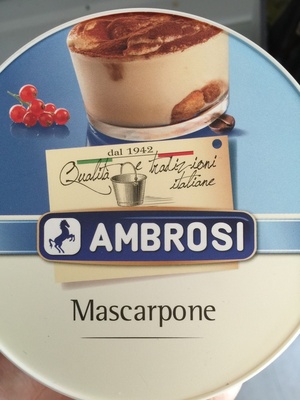 dal 1942
Qualità e tradizioni
italiane
AMBROSI
Mascarpone